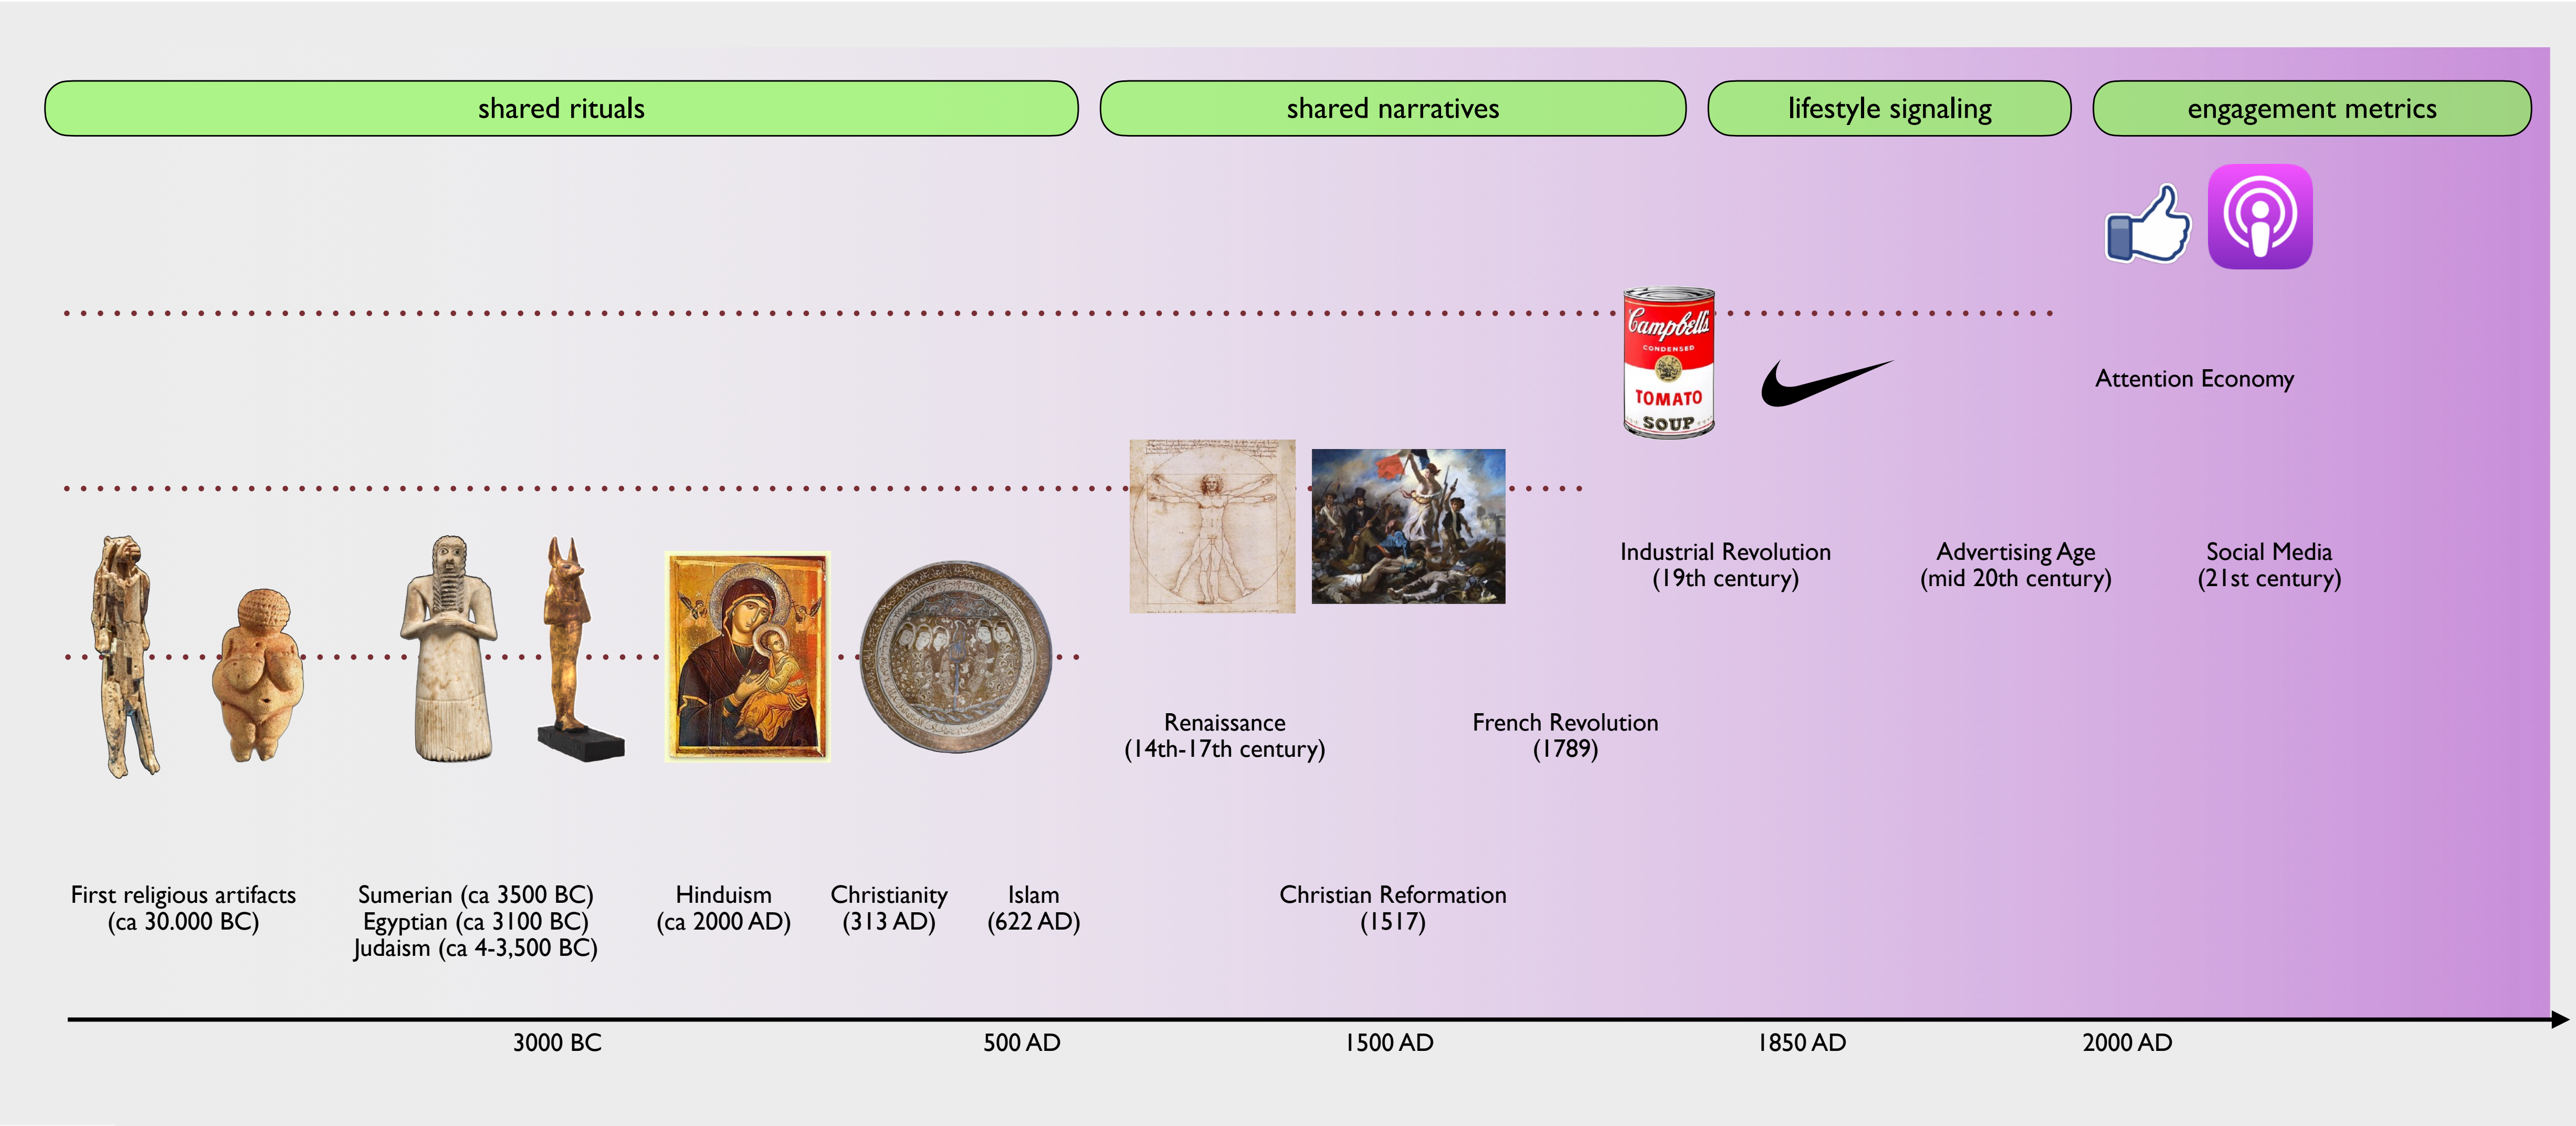 shared rituals
shared narratives
lifestyle signaling
engagement metrics
Campbell's
CONDENSED
TOMATO
SOUP
Attention Economy
Industrial Revolution
(19th century)
Advertising Age
(mid 20th century)
Social Media
(21st century)
Renaissance
(14th-17th century)
French Revolution
(1789)
First religious artifacts
(ca 30.000 BC)
Sumerian (ca 3500 BC)
Egyptian (ca 3100 BC)
Judaism (ca 4-3,500 BC)
Hinduism
(ca 2000 AD)
Christianity
(313 AD)
Islam
(622 AD)
Christian Reformation
(1517)
3000 BC
500 AD
1500 AD
1850 AD
2000 AD